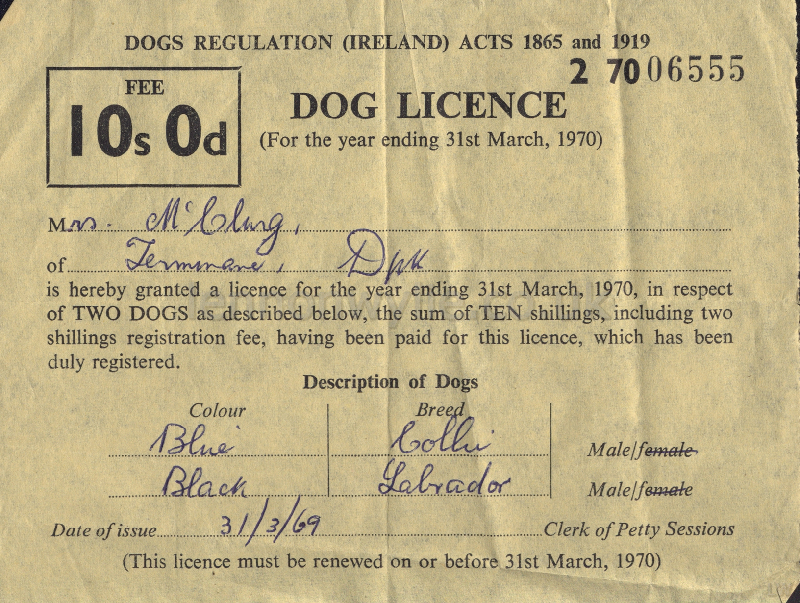 DOGS REGULATION (IRELAND) ACTS 1865 and 1919
2 70 06555
FEE
10s 0d
DOG LICENCE
(For the year ending 31st March, 1970)
Mrs. McClurg,
of Dpk
is hereby granted a licence for the year ending 31st March, 1970, in respect
of TWO DOGS as described below, the sum of TEN shillings, including two
shillings registration fee, having been paid for this licence, which has been
duly registered.
Description of Dogs
Colour Breed
Blue Collie Male/female
Black Labrador Male/female
Date of issue 31/3/69 Clerk of Petty Sessions
(This licence must be renewed on or before 31st March, 1970)